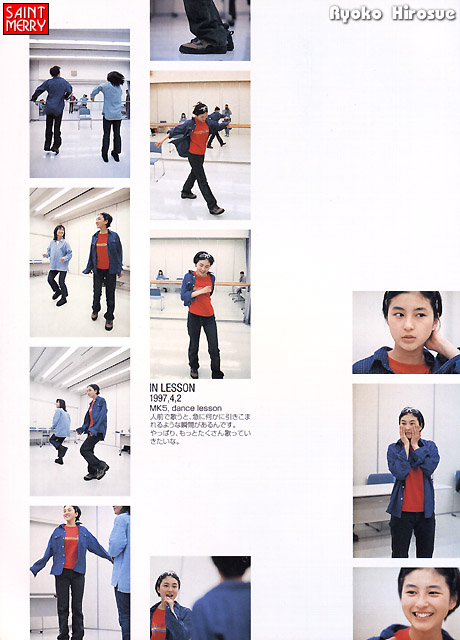 SAINT
MERRY
Ryoko Hirosue
IN LESSON
1997,4,2
MK5, dance lesson
人前で歌うと、急に何かに引きこま
れるような瞬間があるんです。
やっぱり、もっとたくさん歌ってい
きたいな。